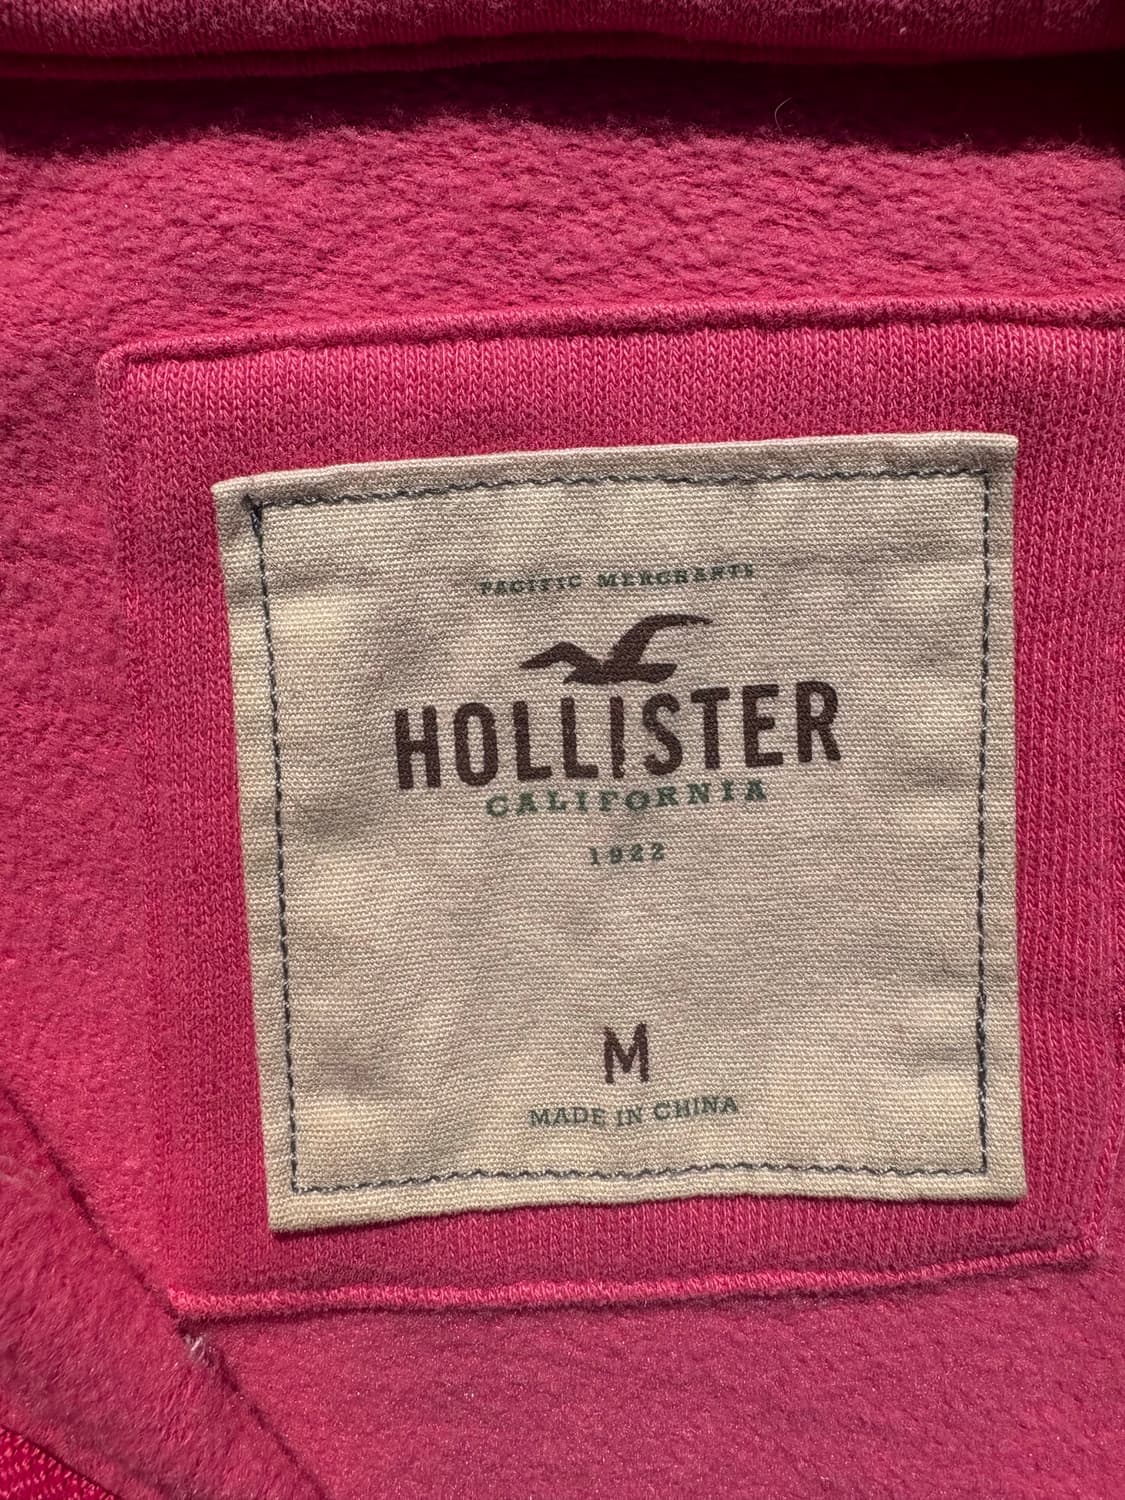 PACIFIC MERCHANTS
HOLLISTER
CALIFORNIA
1922
M
MADE IN CHINA